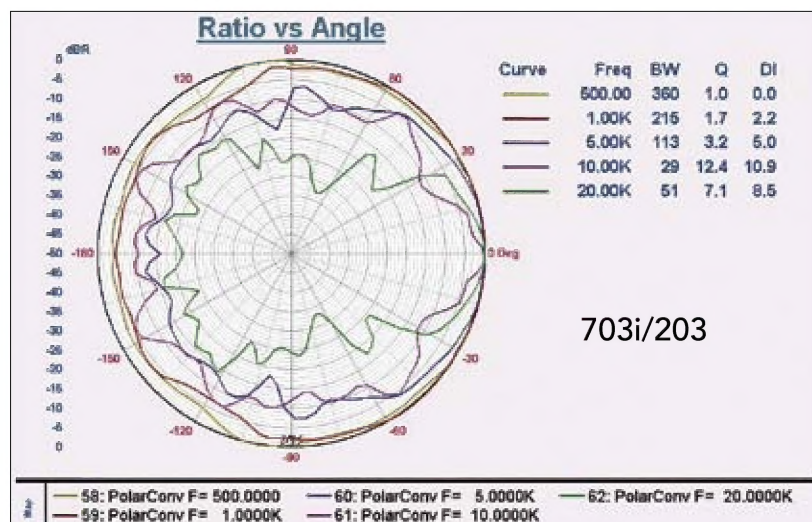 Ratio vs Angle
dBR
0
-5
-10
-15
-20
-25
-30
-35
-40
-45
-50
-45
-40
-35
-30
-25
-20
-15
-10
-5
0
90
120
60
150
30
-180
0 Deg
-150
-30
-120
-60
-90
Curve Freq BW Q DI
500.00 360 1.0 0.0
1.00K 215 1.7 2.2
5.00K 113 3.2 5.0
10.00K 29 12.4 10.9
20.00K 51 7.1 8.5
703i/203
Map
58: PolarConv F= 500.0000
60: PolarConv F= 5.0000K
62: PolarConv F= 20.0000K
59: PolarConv F= 1.0000K
61: PolarConv F= 10.0000K